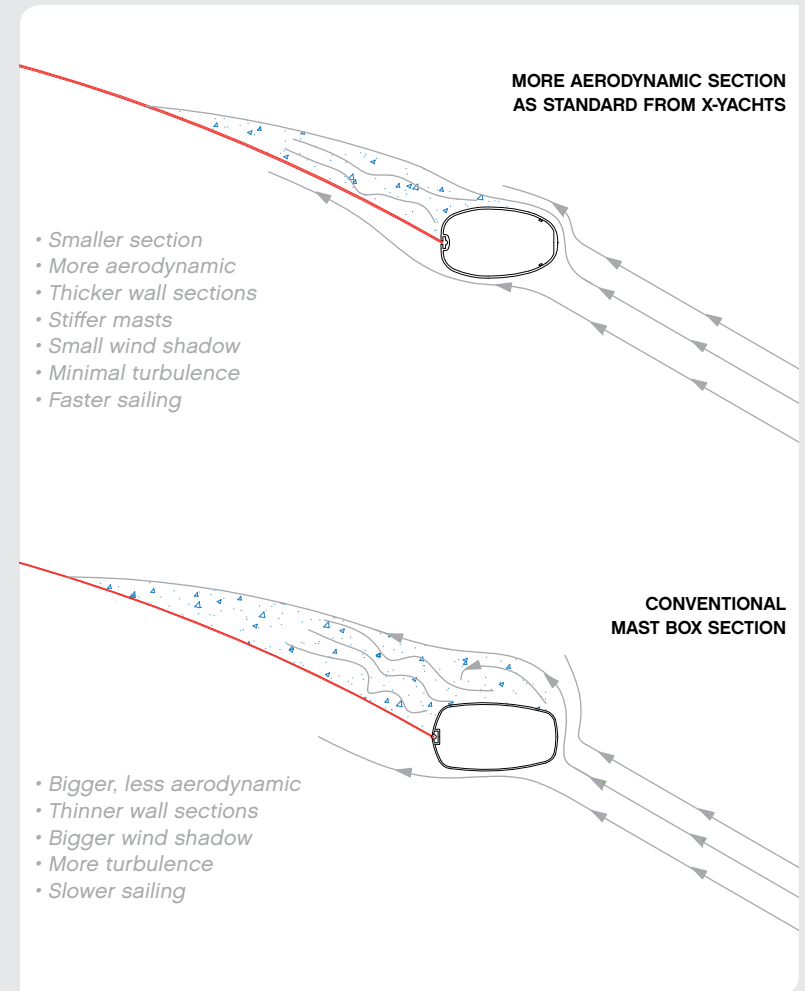 MORE AERODYNAMIC SECTION
AS STANDARD FROM X-YACHTS
• Smaller section
• More aerodynamic
• Thicker wall sections
• Stiffer masts
• Small wind shadow
• Minimal turbulence
• Faster sailing
CONVENTIONAL
MAST BOX SECTION
• Bigger, less aerodynamic
• Thinner wall sections
• Bigger wind shadow
• More turbulence
• Slower sailing